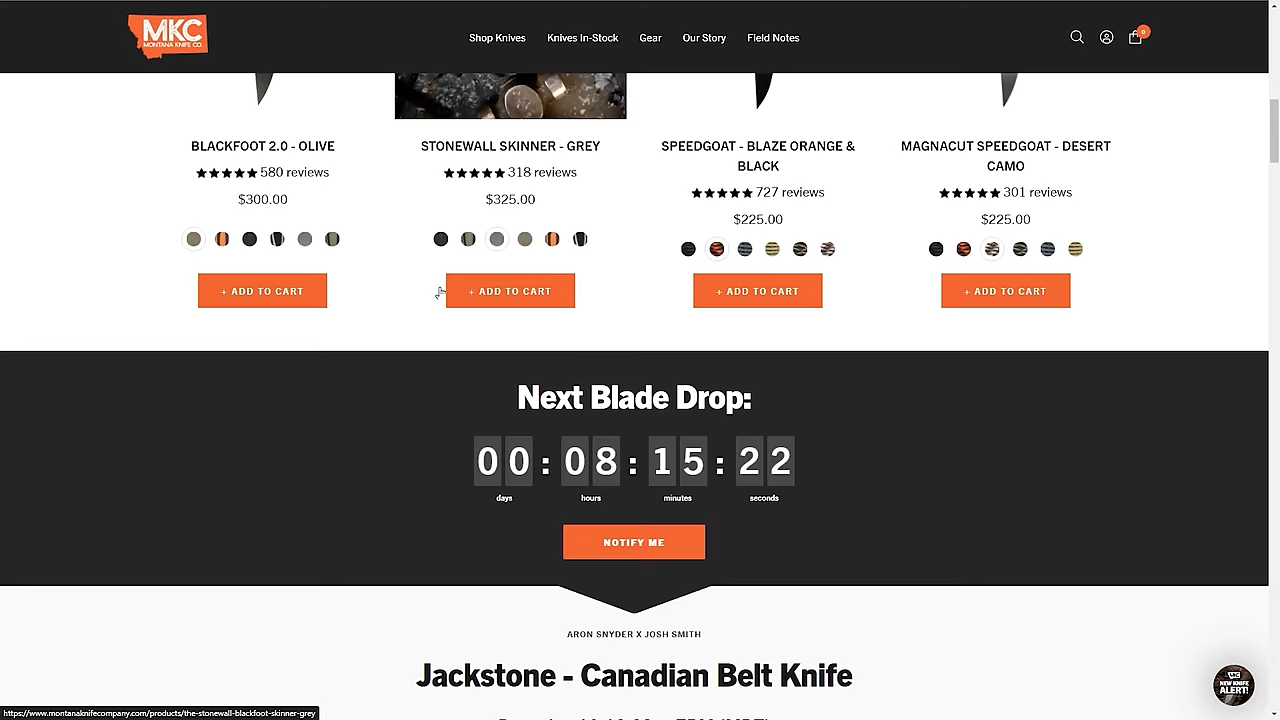 MKC
MONTANA KNIFE CO.
Shop Knives
Knives In-Stock
Gear
Our Story
Field Notes
0
BLACKFOOT 2.0 - OLIVE
580 reviews
$300.00
+ ADD TO CART
STONEWALL SKINNER - GREY
318 reviews
$325.00
+ ADD TO CART
SPEEDGOAT - BLAZE ORANGE &
BLACK
727 reviews
$225.00
+ ADD TO CART
MAGNACUT SPEEDGOAT - DESERT
CAMO
301 reviews
$225.00
+ ADD TO CART
Next Blade Drop:
00 : 08 : 15 : 22
days hours minutes seconds
NOTIFY ME
ARON SNYDER X JOSH SMITH
Jackstone - Canadian Belt Knife
MKC
NEW KNIFE
ALERT!
https://www.montanaknifecompany.com/products/the-stonewall-blackfoot-skinner-grey